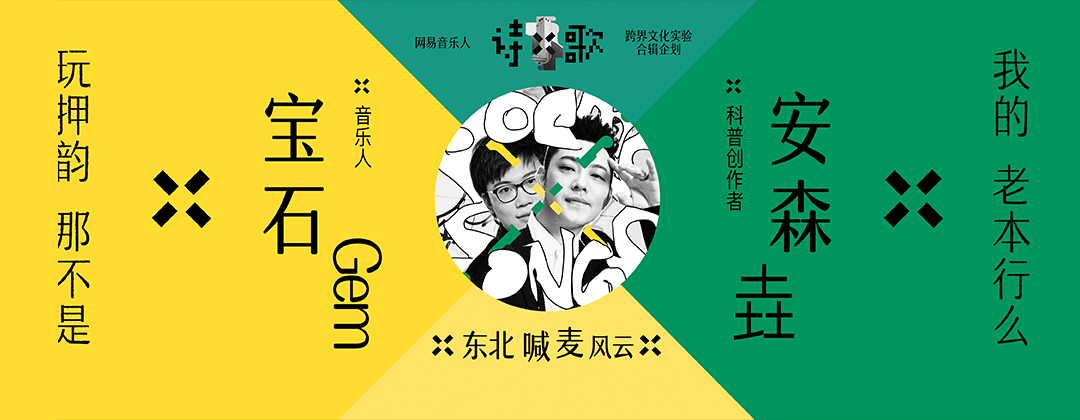 网易音乐人
诗歌
跨界文化实验
合辑企划
玩押韵 那不是
宝石
Gem
音乐人
科普创作者
安森垚
我的 老本行么
东北喊麦风云